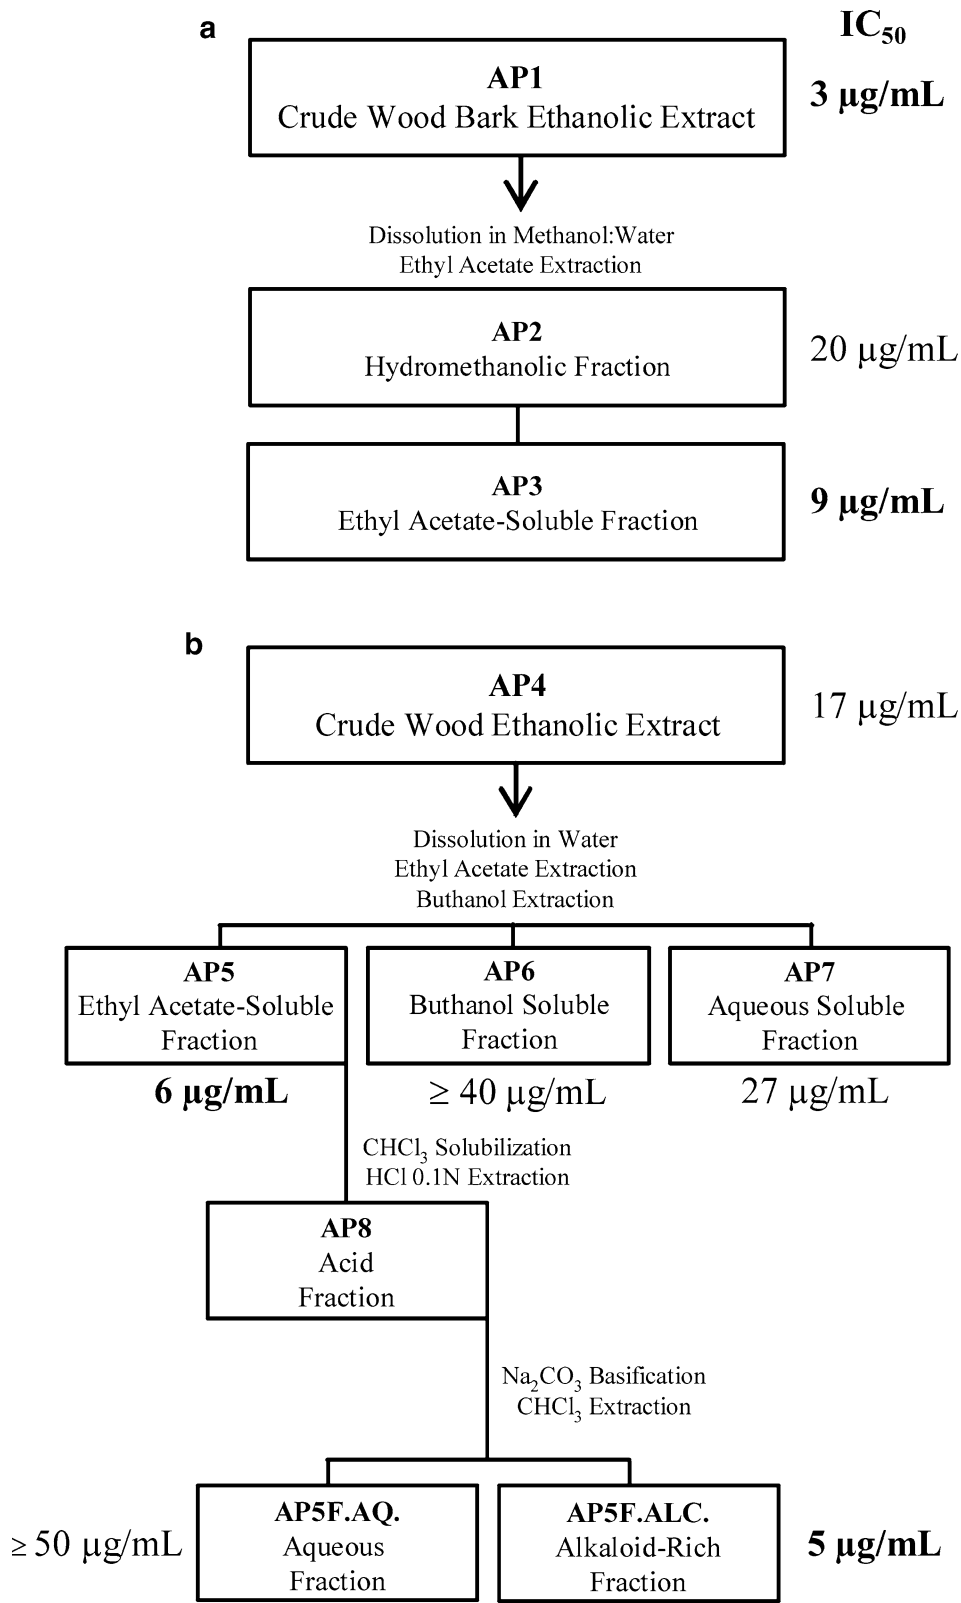 a
IC50
AP1
Crude Wood Bark Ethanolic Extract
3 µg/mL
Dissolution in Methanol:Water
Ethyl Acetate Extraction
AP2
Hydromethanolic Fraction
20 µg/mL
AP3
Ethyl Acetate-Soluble Fraction
9 µg/mL
b
AP4
Crude Wood Ethanolic Extract
17 µg/mL
Dissolution in Water
Ethyl Acetate Extraction
Buthanol Extraction
AP5
Ethyl Acetate-Soluble
Fraction
6 µg/mL
AP6
Buthanol Soluble
Fraction
≥ 40 µg/mL
AP7
Aqueous Soluble
Fraction
27 µg/mL
CHCl3 Solubilization
HCl 0.1N Extraction
AP8
Acid
Fraction
Na2CO3 Basification
CHCl3 Extraction
≥ 50 µg/mL
AP5F.AQ.
Aqueous
Fraction
AP5F.ALC.
Alkaloid-Rich
Fraction
5 µg/mL